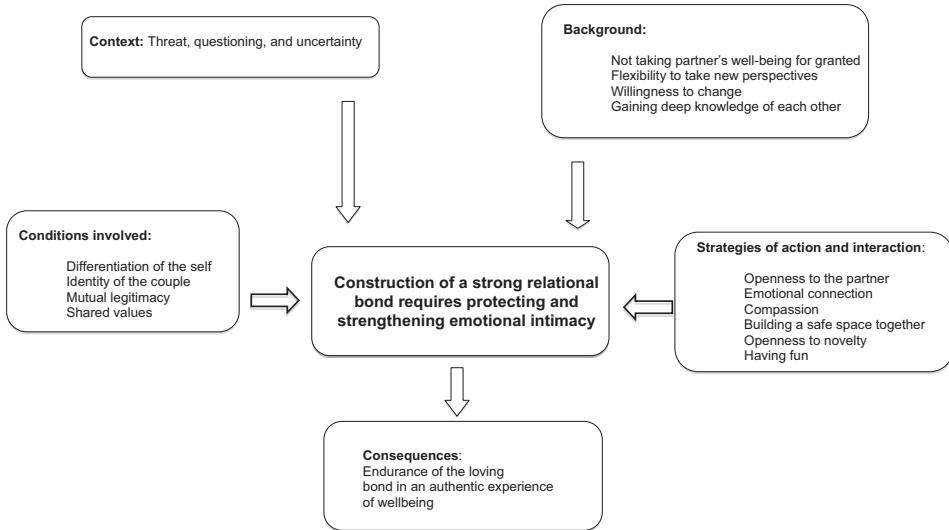 Context: Threat, questioning, and uncertainty
Background:
Not taking partner's well-being for granted
Flexibility to take new perspectives
Willingness to change
Gaining deep knowledge of each other
Conditions involved:
Differentiation of the self
Identity of the couple
Mutual legitimacy
Shared values
Construction of a strong relational
bond requires protecting and
strengthening emotional intimacy
Strategies of action and interaction:
Openness to the partner
Emotional connection
Compassion
Building a safe space together
Openness to novelty
Having fun
Consequences:
Endurance of the loving
bond in an authentic experience
of wellbeing